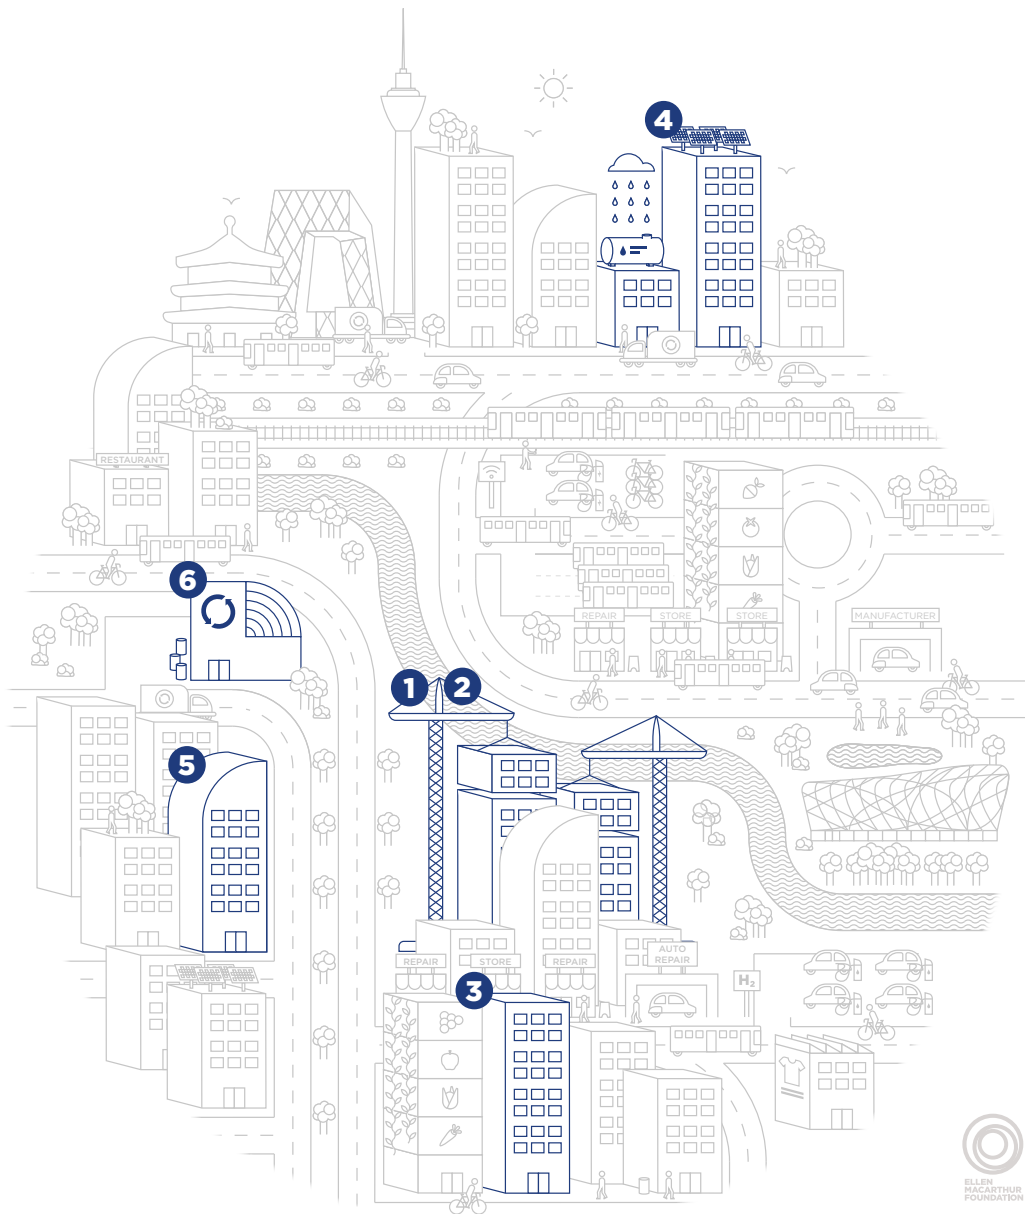 4
RESTAURANT
6
REPAIR
STORE
STORE
MANUFACTURER
1
2
5
REPAIR
STORE
REPAIR
AUTO
REPAIR
H₂
3
ELLEN
MACARTHUR
FOUNDATION